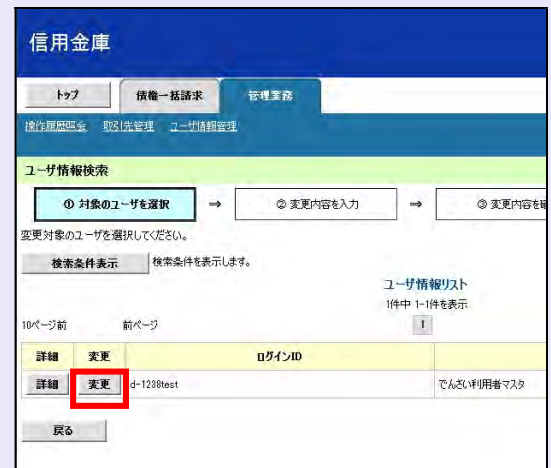 信用金庫
トップ 債権一括請求 管理業務
操作履歴照会 取引先管理 ユーザ情報管理
ユーザ情報検索
① 対象のユーザを選択 ⇒ ② 変更内容を入力 ⇒ ③ 変更内容を確
変更対象のユーザを選択してください。
検索条件表示 検索条件を表示します。
ユーザ情報リスト
1件中 1-1件を表示
10ページ前 前ページ 1
詳細 変更 ログインID
詳細 変更 d-1238test でんさい利用者マスタ
戻る